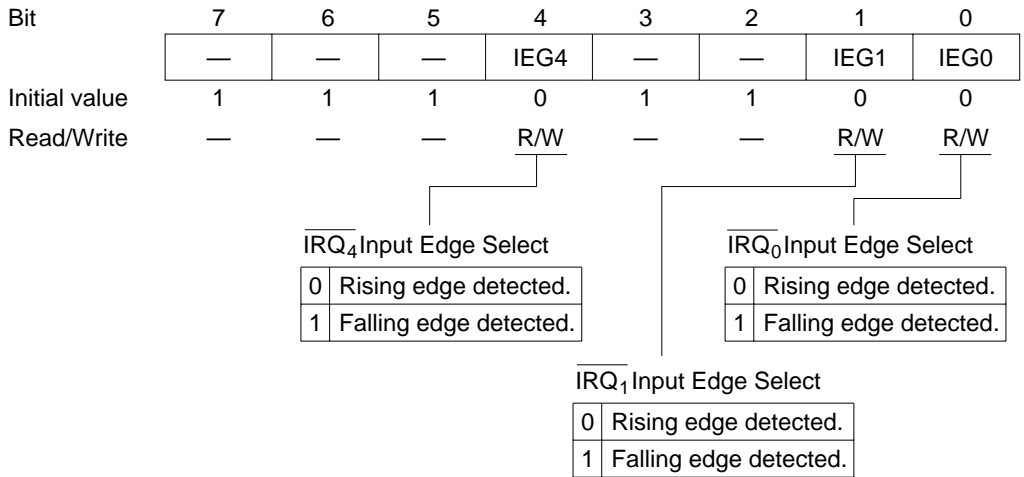 Bit 7 6 5 4 3 2 1 0
— — — IEG4 — — IEG1 IEG0
Initial value 1 1 1 0 1 1 0 0
Read/Write — — — R/W — — R/W R/W
I̅R̅Q̅₄ Input Edge Select
0 Rising edge detected.
1 Falling edge detected.
I̅R̅Q̅₀ Input Edge Select
0 Rising edge detected.
1 Falling edge detected.
I̅R̅Q̅₁ Input Edge Select
0 Rising edge detected.
1 Falling edge detected.